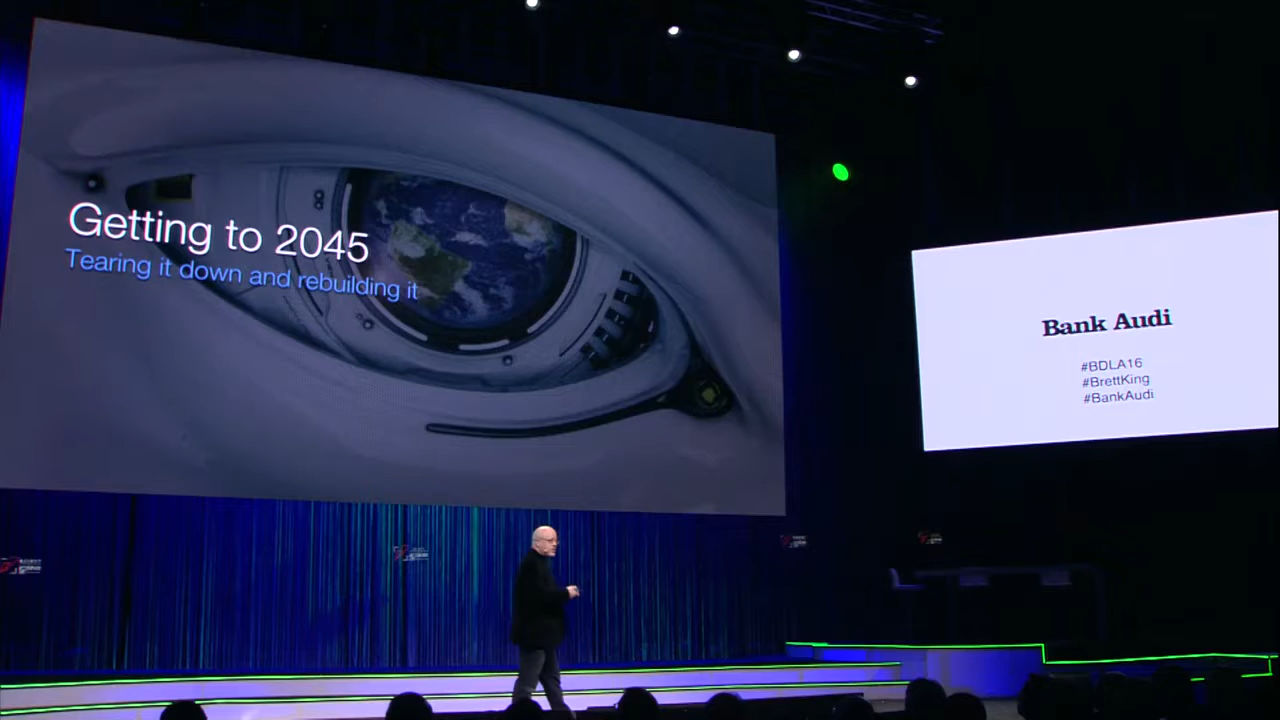 Getting to 2045
Tearing it down and rebuilding it
Bank Audi
#BDLA16
#BrettKing
#BankAudi